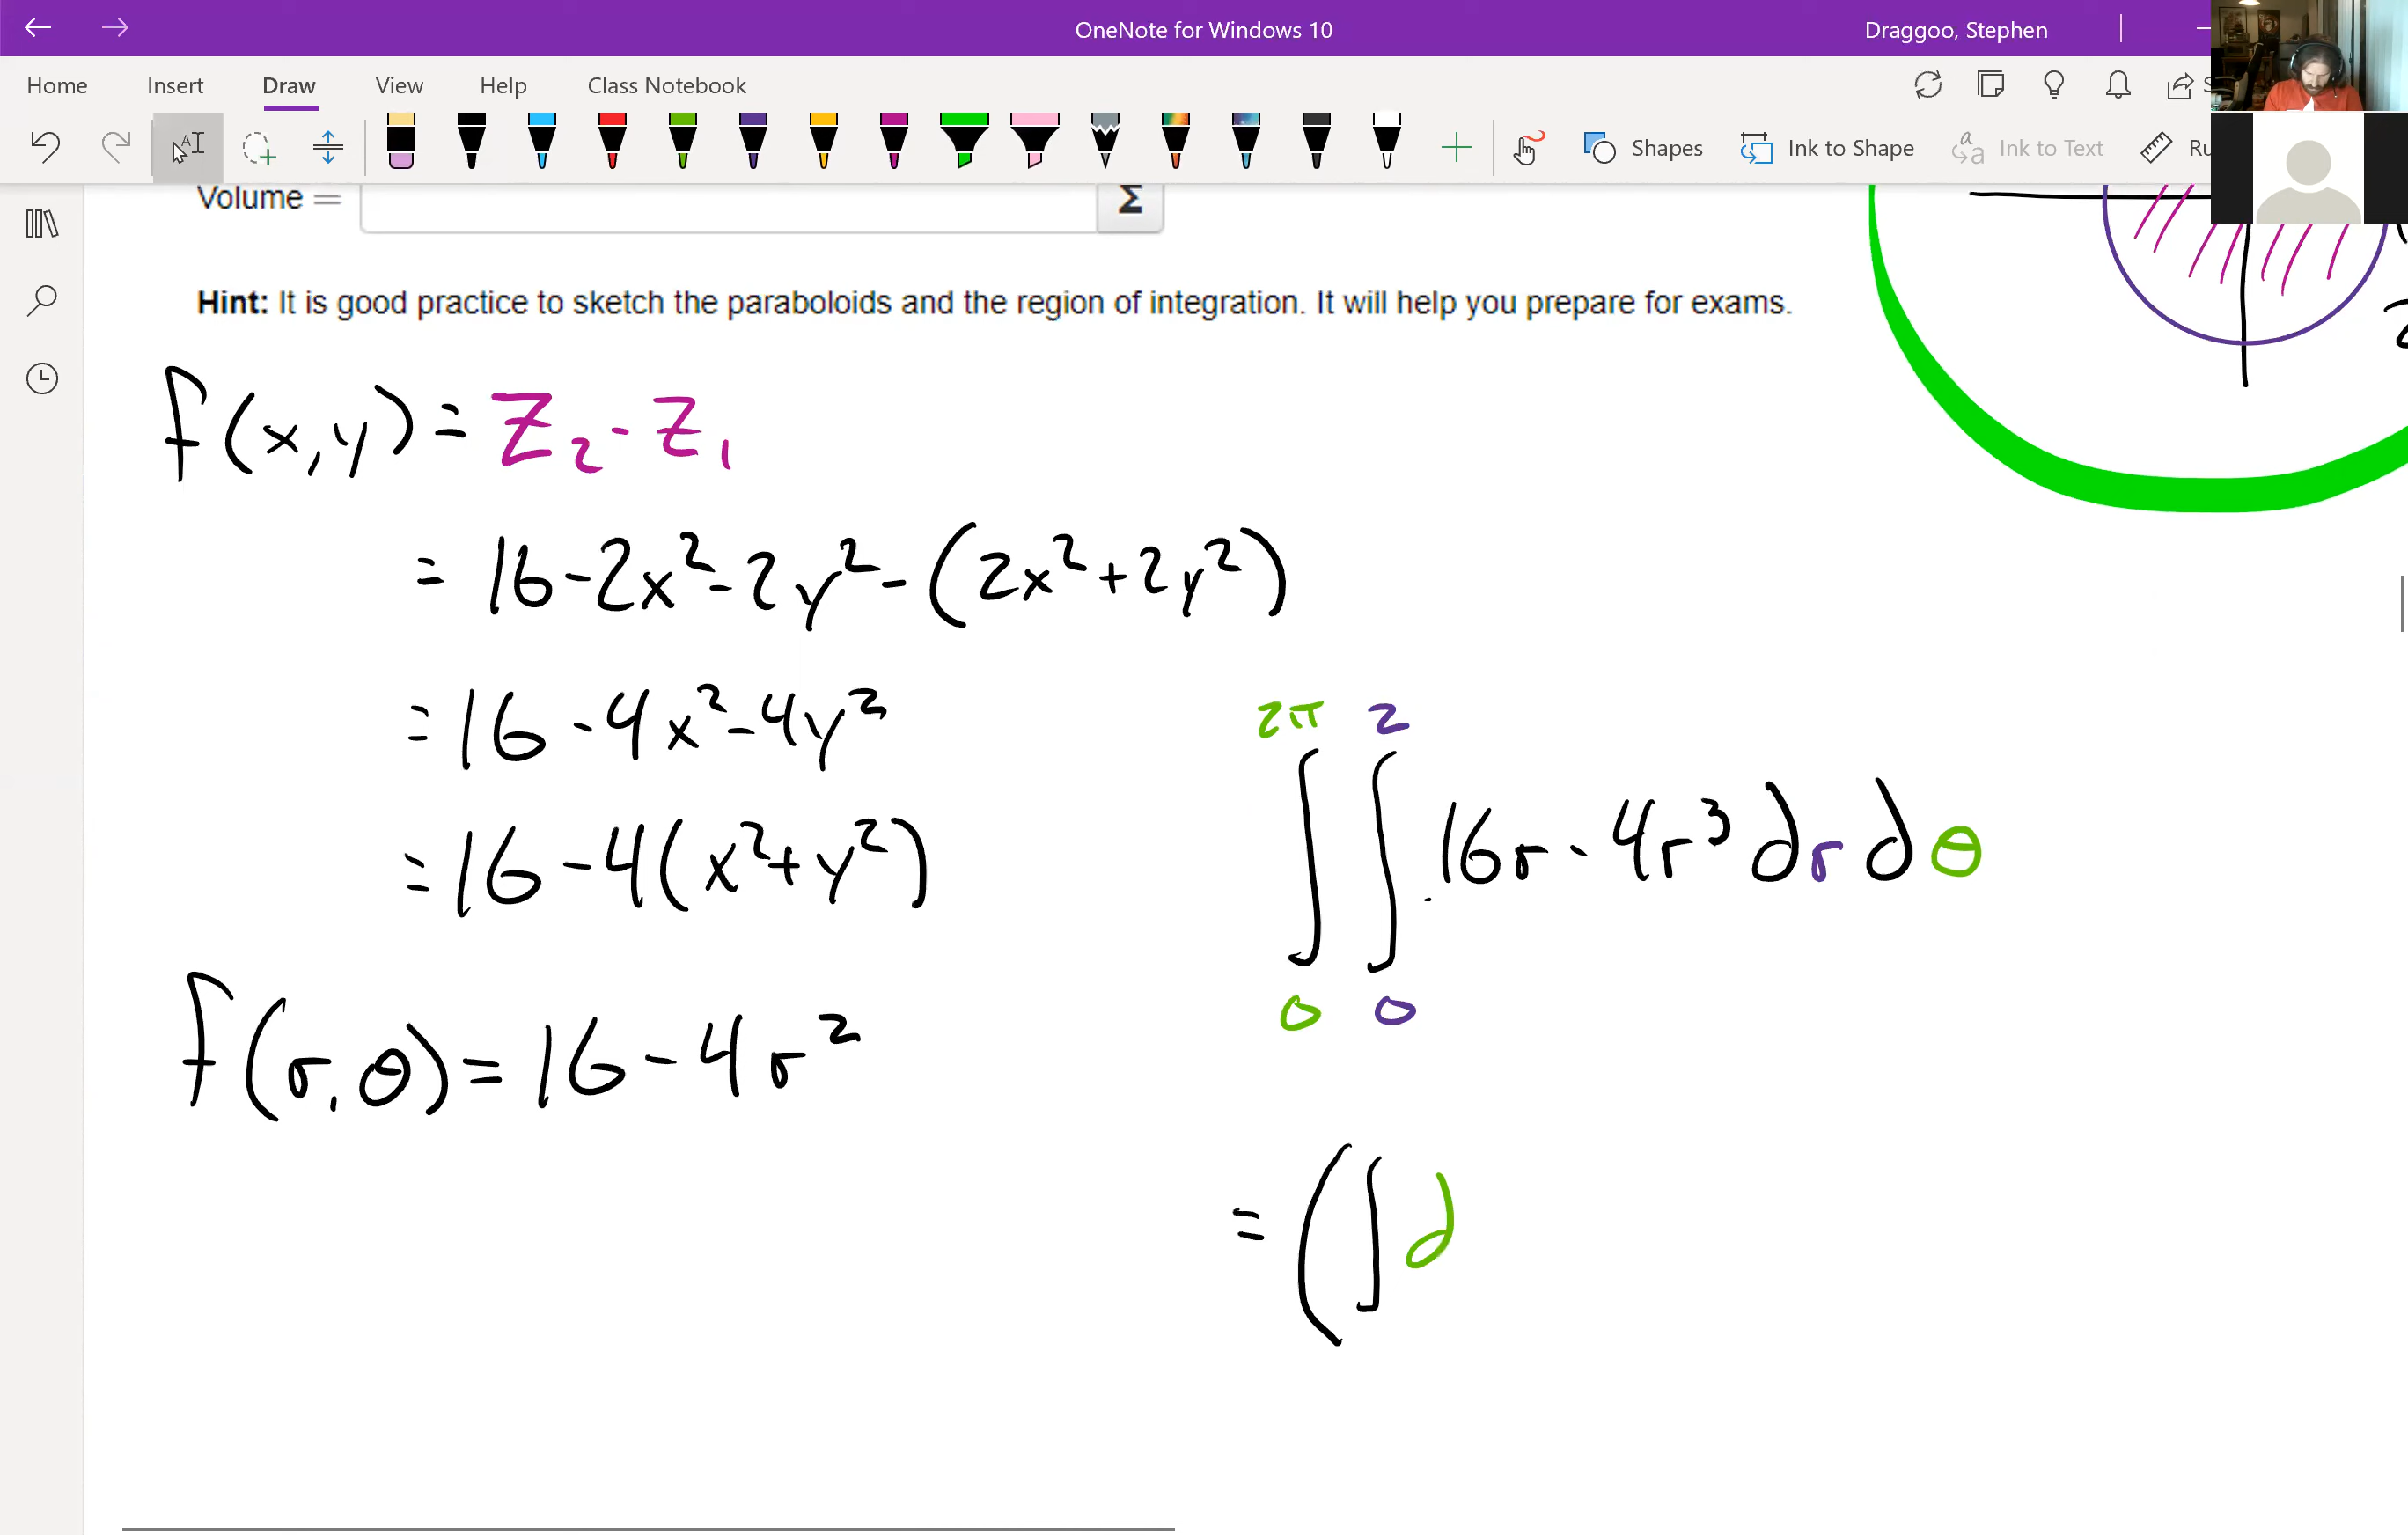 OneNote for Windows 10
Draggoo, Stephen
Home Insert Draw View Help Class Notebook
Shapes Ink to Shape Ink to Text Ru
Volume =
Σ
Hint: It is good practice to sketch the paraboloids and the region of integration. It will help you prepare for exams.
f(x,y) = Z₂ - Z₁
= 16 - 2x² - 2y² - (2x² + 2y²)
= 16 - 4x² - 4y²
= 16 - 4(x² + y²)
2π 2
∫ ∫ 16r - 4r³ dr dθ
0 0
f(r,θ) = 16 - 4r²
= (∫ d